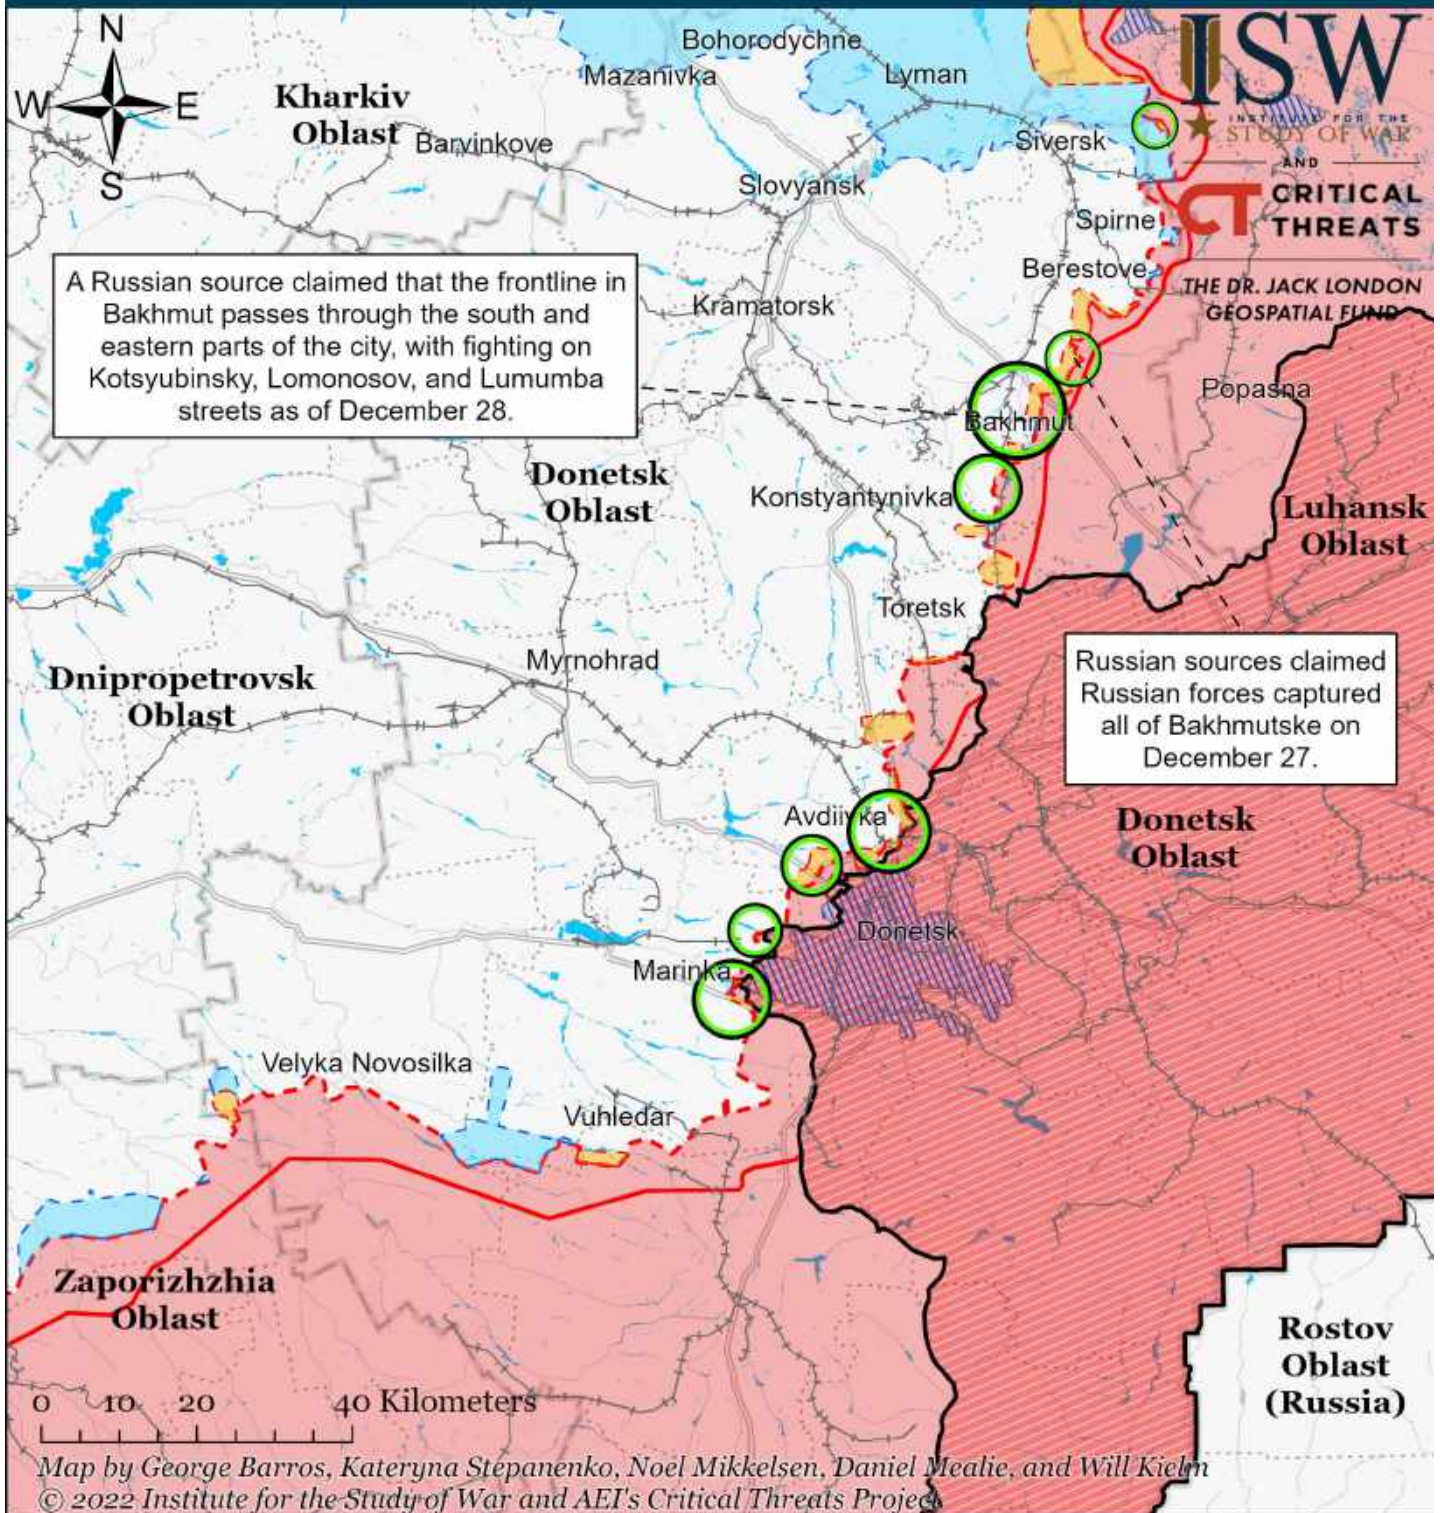 N
W
E
S
Kharkiv
Oblast
Bohorodychne
Mazanivka
Lyman
Barvinkove
Siversk
Slovyansk
Spirne
Berestove
ISW
INSTITUTE FOR THE
STUDY OF WAR
AND
CT CRITICAL
THREATS
THE DR. JACK LONDON
GEOSPATIAL FUND
A Russian source claimed that the frontline in
Bakhmut passes through the south and
eastern parts of the city, with fighting on
Kotsyubinsky, Lomonosov, and Lumumba
streets as of December 28.
Kramatorsk
Popasna
Bakhmut
Donetsk
Oblast
Konstyantynivka
Luhansk
Oblast
Toretsk
Myrnohrad
Dnipropetrovsk
Oblast
Russian sources claimed
Russian forces captured
all of Bakhmutske on
December 27.
Avdiivka
Donetsk
Oblast
Donetsk
Marinka
Velyka Novosilka
Vuhledar
Zaporizhzhia
Oblast
Rostov
Oblast
(Russia)
0 10 20 40 Kilometers
Map by George Barros, Kateryna Stepanenko, Noel Mikkelsen, Daniel Mealie, and Will Kielm
© 2022 Institute for the Study of War and AEI's Critical Threats Project